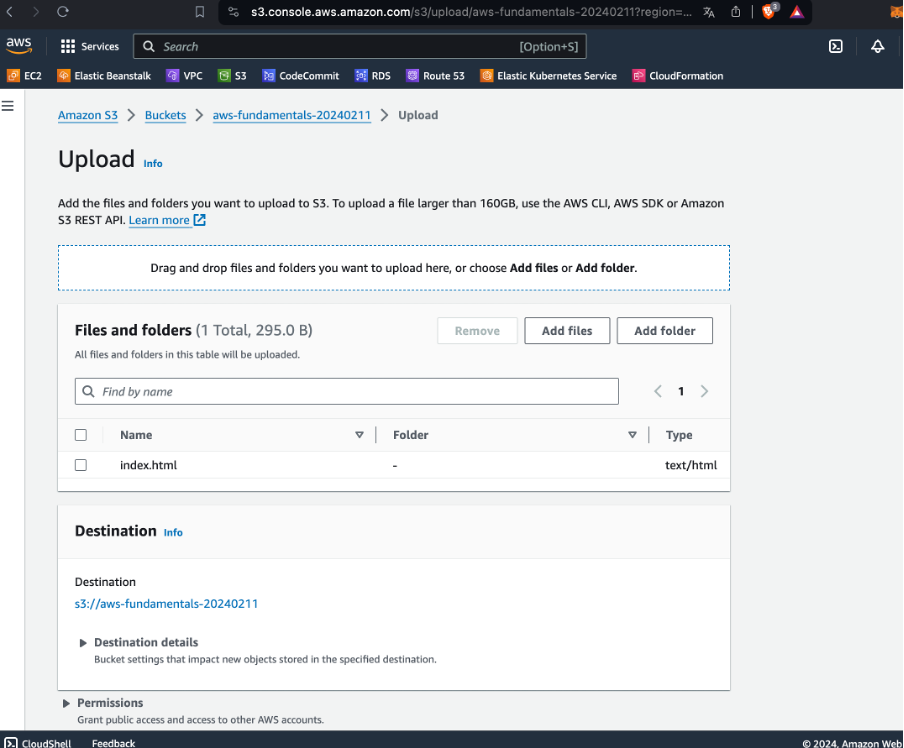 s3.console.aws.amazon.com/s3/upload/aws-fundamentals-20240211?region=...
3
aws Services Search [Option+S]
EC2 Elastic Beanstalk VPC S3 CodeCommit RDS Route 53 Elastic Kubernetes Service CloudFormation
Amazon S3 > Buckets > aws-fundamentals-20240211 > Upload
Upload Info
Add the files and folders you want to upload to S3. To upload a file larger than 160GB, use the AWS CLI, AWS SDK or Amazon
S3 REST API. Learn more
Drag and drop files and folders you want to upload here, or choose Add files or Add folder.
Files and folders (1 Total, 295.0 B) Remove Add files Add folder
All files and folders in this table will be uploaded.
Find by name 1
Name Folder Type
index.html - text/html
Destination Info
Destination
s3://aws-fundamentals-20240211
Destination details
Bucket settings that impact new objects stored in the specified destination.
Permissions
Grant public access and access to other AWS accounts.
CloudShell Feedback © 2024, Amazon Web